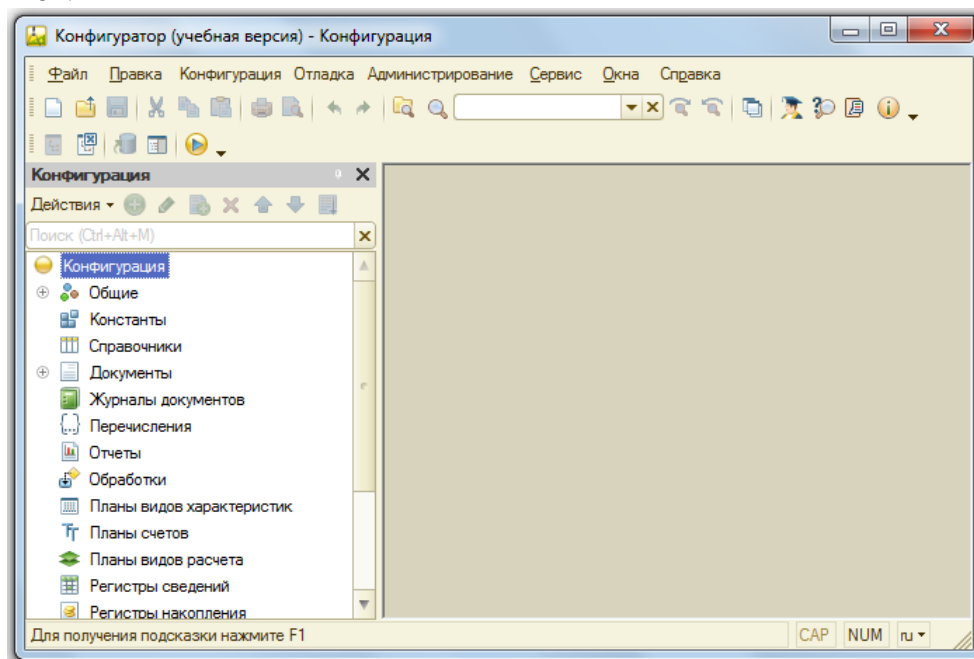 Конфигуратор (учебная версия) - Конфигурация
Файл Правка Конфигурация Отладка Администрирование Сервис Окна Справка
Конфигурация
Действия
Поиск (Ctrl+Alt+M)
Конфигурация
Общие
Константы
Справочники
Документы
Журналы документов
Перечисления
Отчеты
Обработки
Планы видов характеристик
Планы счетов
Планы видов расчета
Регистры сведений
Регистры накопления
Для получения подсказки нажмите F1 CAP NUM ru